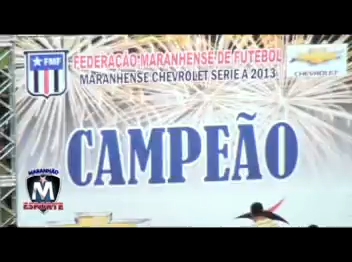 FMF
FEDERAÇÃO MARANHENSE DE FUTEBOL
MARANHENSE CHEVROLET SERIE A 2013
CHEVROLET
CAMPEÃO
MARANHÃO
M
ESPORTE